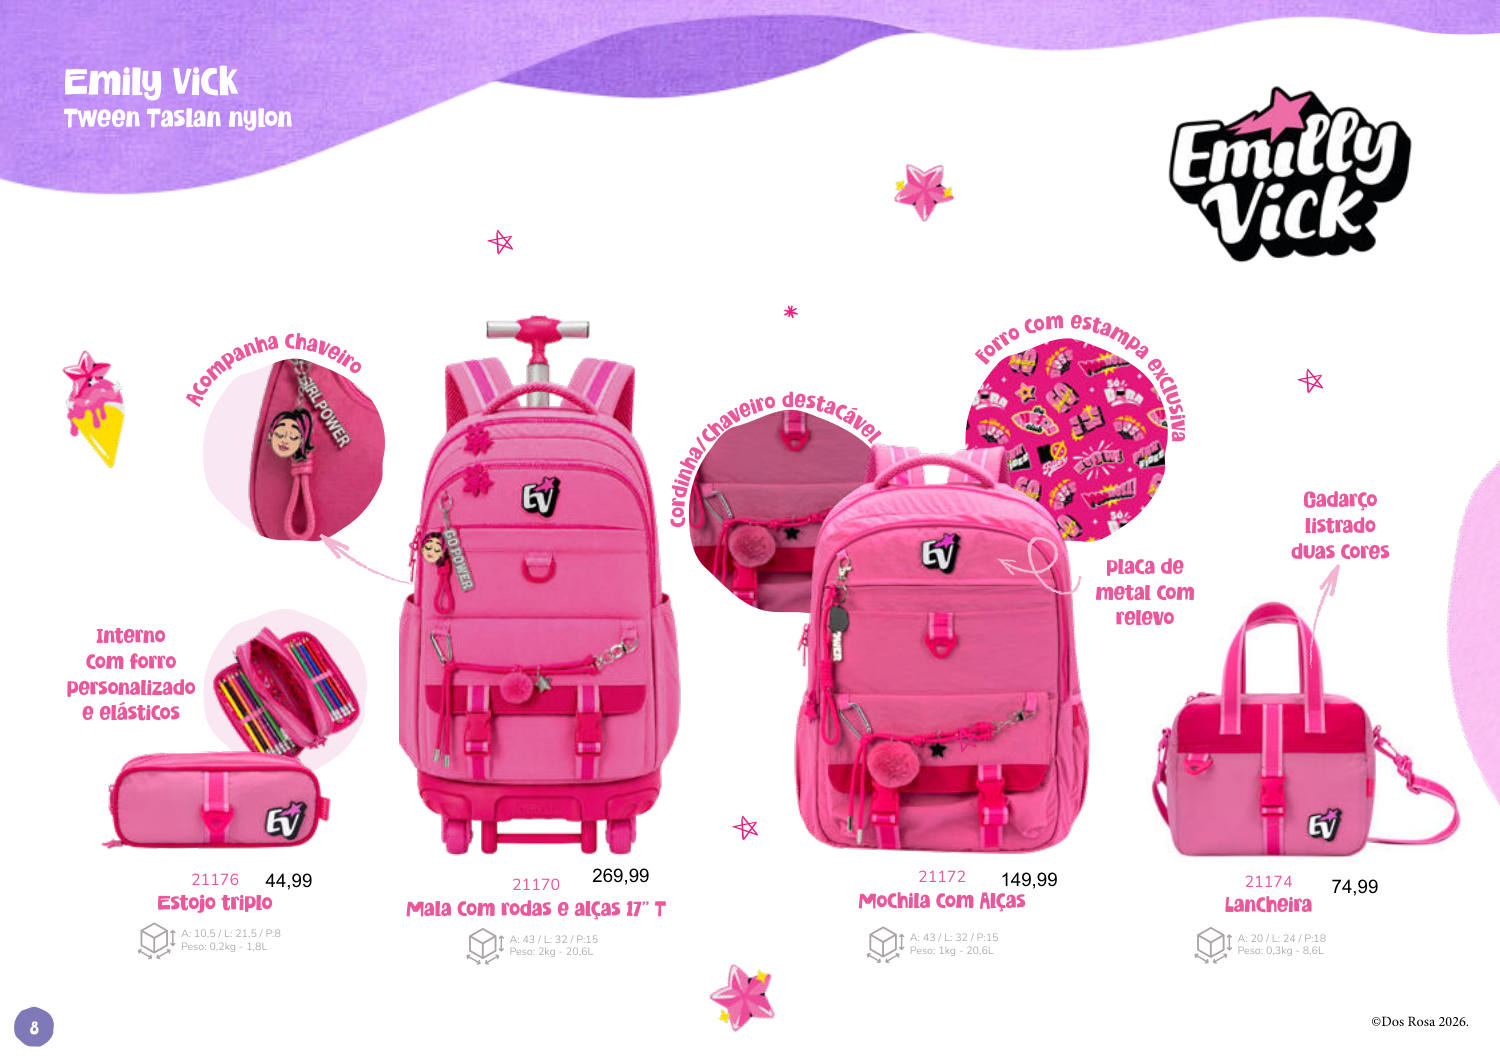 Emily Vick
Tween Taslan nylon
Emilly
Vick
Acompanha Chaveiro
GIRLPOWER
Cordinha/Chaveiro destacável
Forro com estampa exclusiva
EV
GO POWER
EV
Placa de
metal com
relevo
Cadarço
listrado
duas cores
Interno
Com forro
personalizado
e elásticos
EV
EV
21176
44,99
Estojo triplo
A: 10,5 / L: 21.5 / P:8
Peso: 0,2kg - 1,8L
21170
269,99
Mala com rodas e alças 17" T
A: 43 / L: 32 / P:15
Peso: 2kg - 20,6L
21172
149,99
Mochila com Alças
A: 43 / L: 32 / P:15
Peso: 1kg - 20,6L
21174
74,99
Lancheira
A: 20 / L: 24 / P:18
Peso: 0,3kg - 8,6L
8
©Dos Rosa 2026.